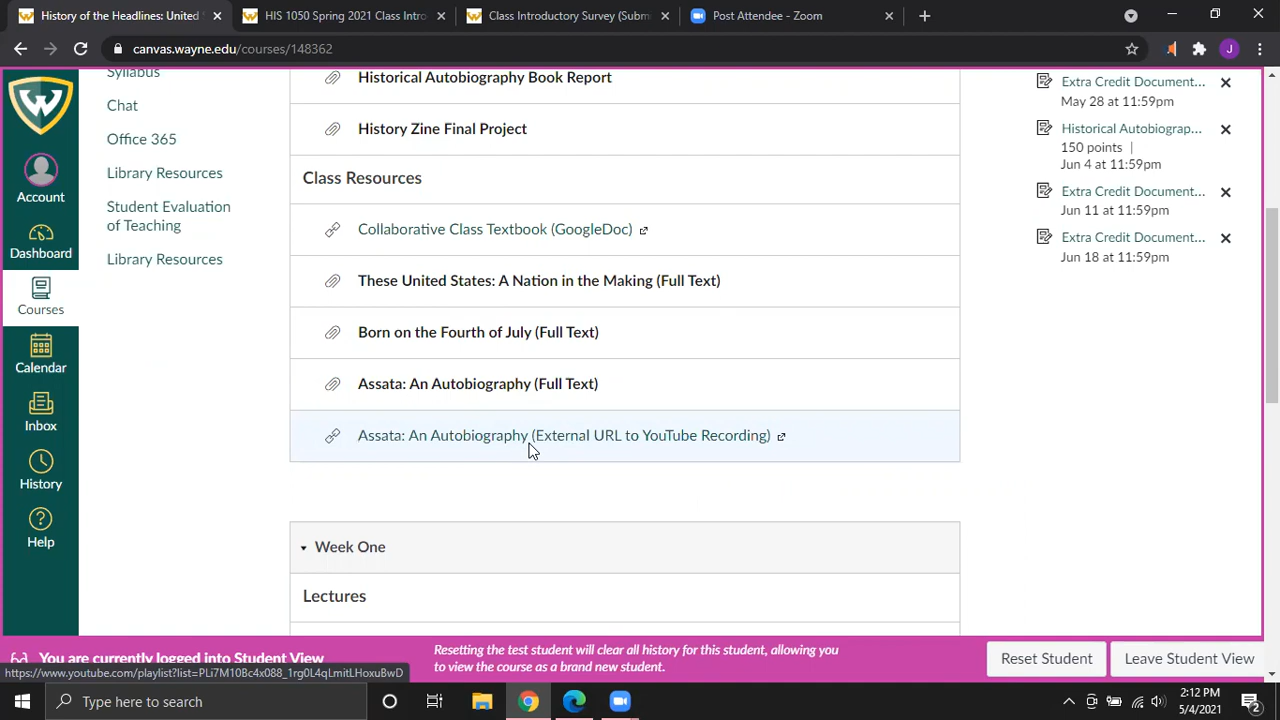 History of the Headlines: United
HIS 1050 Spring 2021 Class Intro
Class Introductory Survey (Subm
Post Attendee - Zoom
canvas.wayne.edu/courses/148362
J
W
Account
Dashboard
Courses
Calendar
Inbox
History
Help
Syllabus
Chat
Office 365
Library Resources
Student Evaluation
of Teaching
Library Resources
Historical Autobiography Book Report
History Zine Final Project
Class Resources
Collaborative Class Textbook (GoogleDoc)
These United States: A Nation in the Making (Full Text)
Born on the Fourth of July (Full Text)
Assata: An Autobiography (Full Text)
Assata: An Autobiography (External URL to YouTube Recording)
Week One
Lectures
Extra Credit Document...
May 28 at 11:59pm
Historical Autobiograp...
150 points |
Jun 4 at 11:59pm
Extra Credit Document...
Jun 11 at 11:59pm
Extra Credit Document...
Jun 18 at 11:59pm
You are currently logged into Student View
Resetting the test student will clear all history for this student, allowing you
to view the course as a brand new student.
Reset Student
Leave Student View
https://www.youtube.com/playlist?list=PLi7M10Bc4x088_1rg0L4qLmitLHoxuBwD
Type here to search
2:12 PM
5/4/2021
2